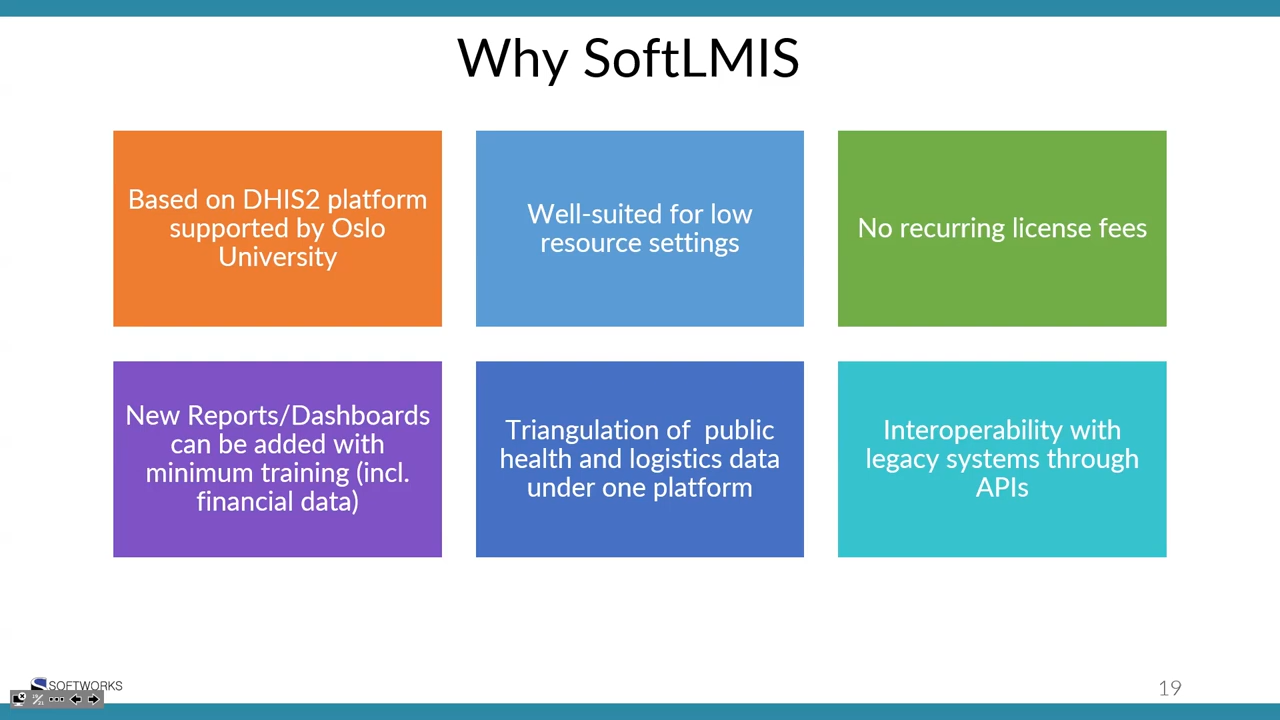 Why SoftLMIS
Based on DHIS2 platform
supported by Oslo
University
Well-suited for low
resource settings
No recurring license fees
New Reports/Dashboards
can be added with
minimum training (incl.
financial data)
Triangulation of  public
health and logistics data
under one platform
Interoperability with
legacy systems through
APIs
SOFTWORKS
19